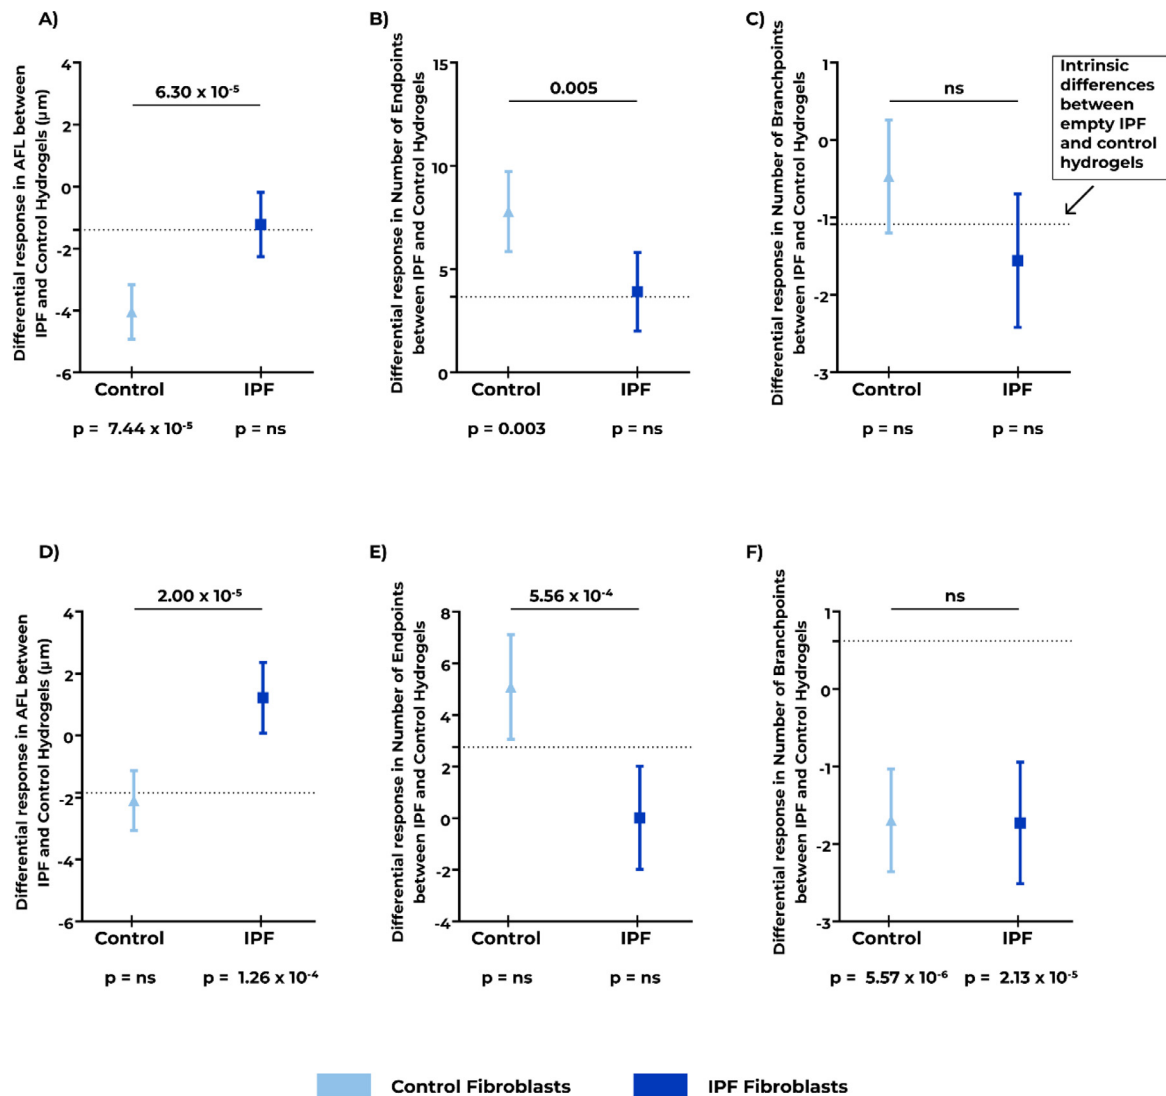 A)
Differential response in AFL between
IPF and Control Hydrogels (μm)
4
2
0
-2
-4
-6
6.30 x 10⁻⁵
Control
IPF
p = 7.44 x 10⁻⁵
p = ns
B)
Differential response in Number of Endpoints
between IPF and Control Hydrogels
15
10
5
0
0.005
Control
IPF
p = 0.003
p = ns
C)
Differential response in Number of Branchpoints
between IPF and Control Hydrogels
1
0
-1
-2
-3
ns
Intrinsic
differences
between
empty IPF
and control
hydrogels
Control
IPF
p = ns
p = ns
D)
Differential response in AFL between
IPF and Control Hydrogels (μm)
4
2
0
-2
-4
-6
2.00 x 10⁻⁵
Control
IPF
p = ns
p = 1.26 x 10⁻⁴
E)
Differential response in Number of Endpoints
between IPF and Control Hydrogels
8
6
4
2
0
-2
-4
5.56 x 10⁻⁴
Control
IPF
p = ns
p = ns
F)
Differential response in Number of Branchpoints
between IPF and Control Hydrogels
1
0
-1
-2
-3
ns
Control
IPF
p = 5.57 x 10⁻⁶
p = 2.13 x 10⁻⁵
Control Fibroblasts
IPF Fibroblasts